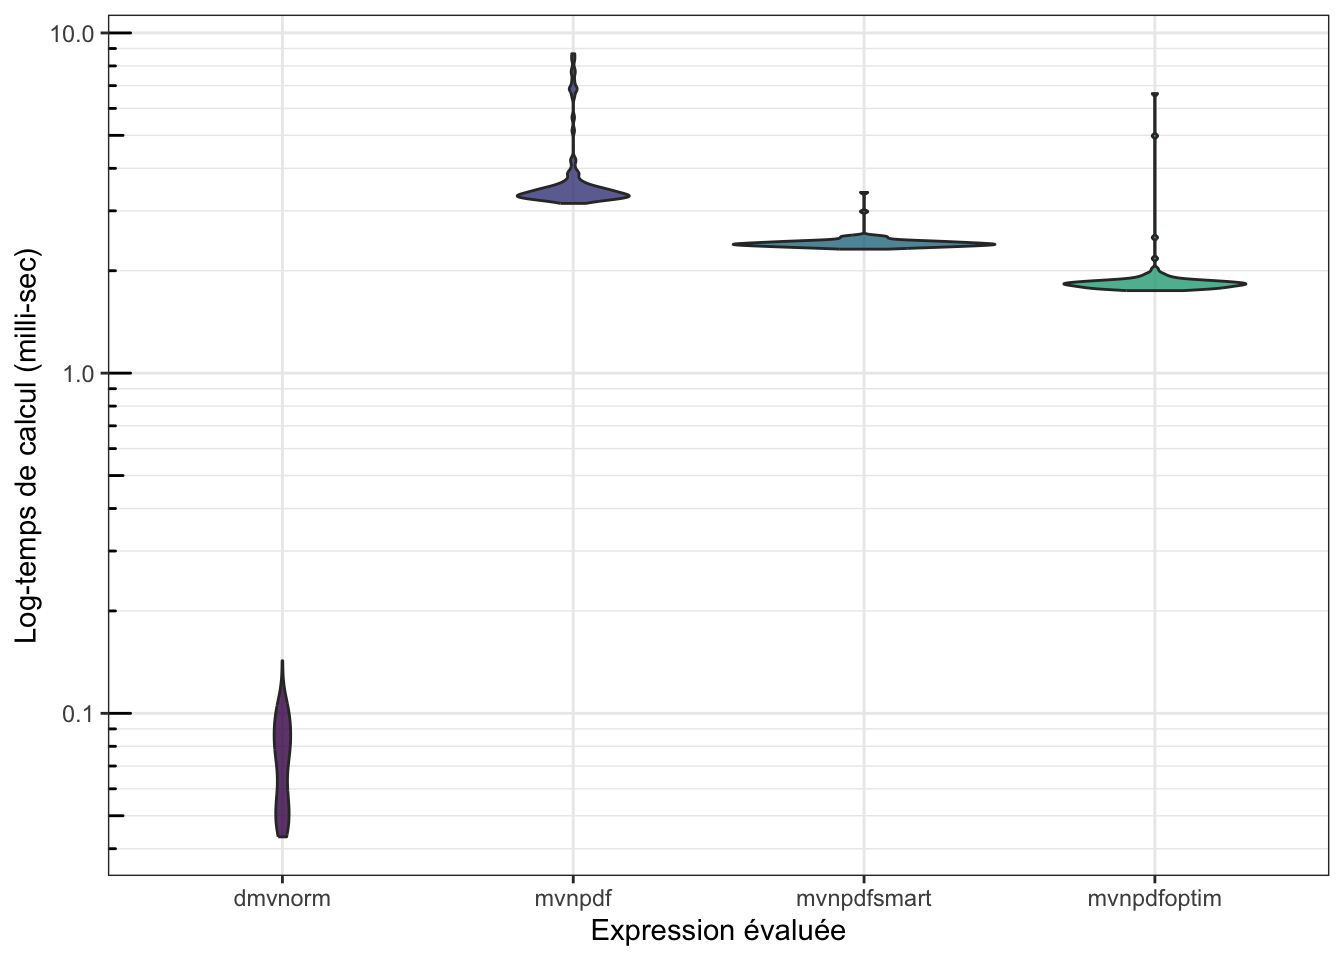 10.0
1.0
0.1
Log-temps de calcul (milli-sec)
dmvnorm mvnpdf mvnpdfsmart mvnpdfoptim
Expression évaluée